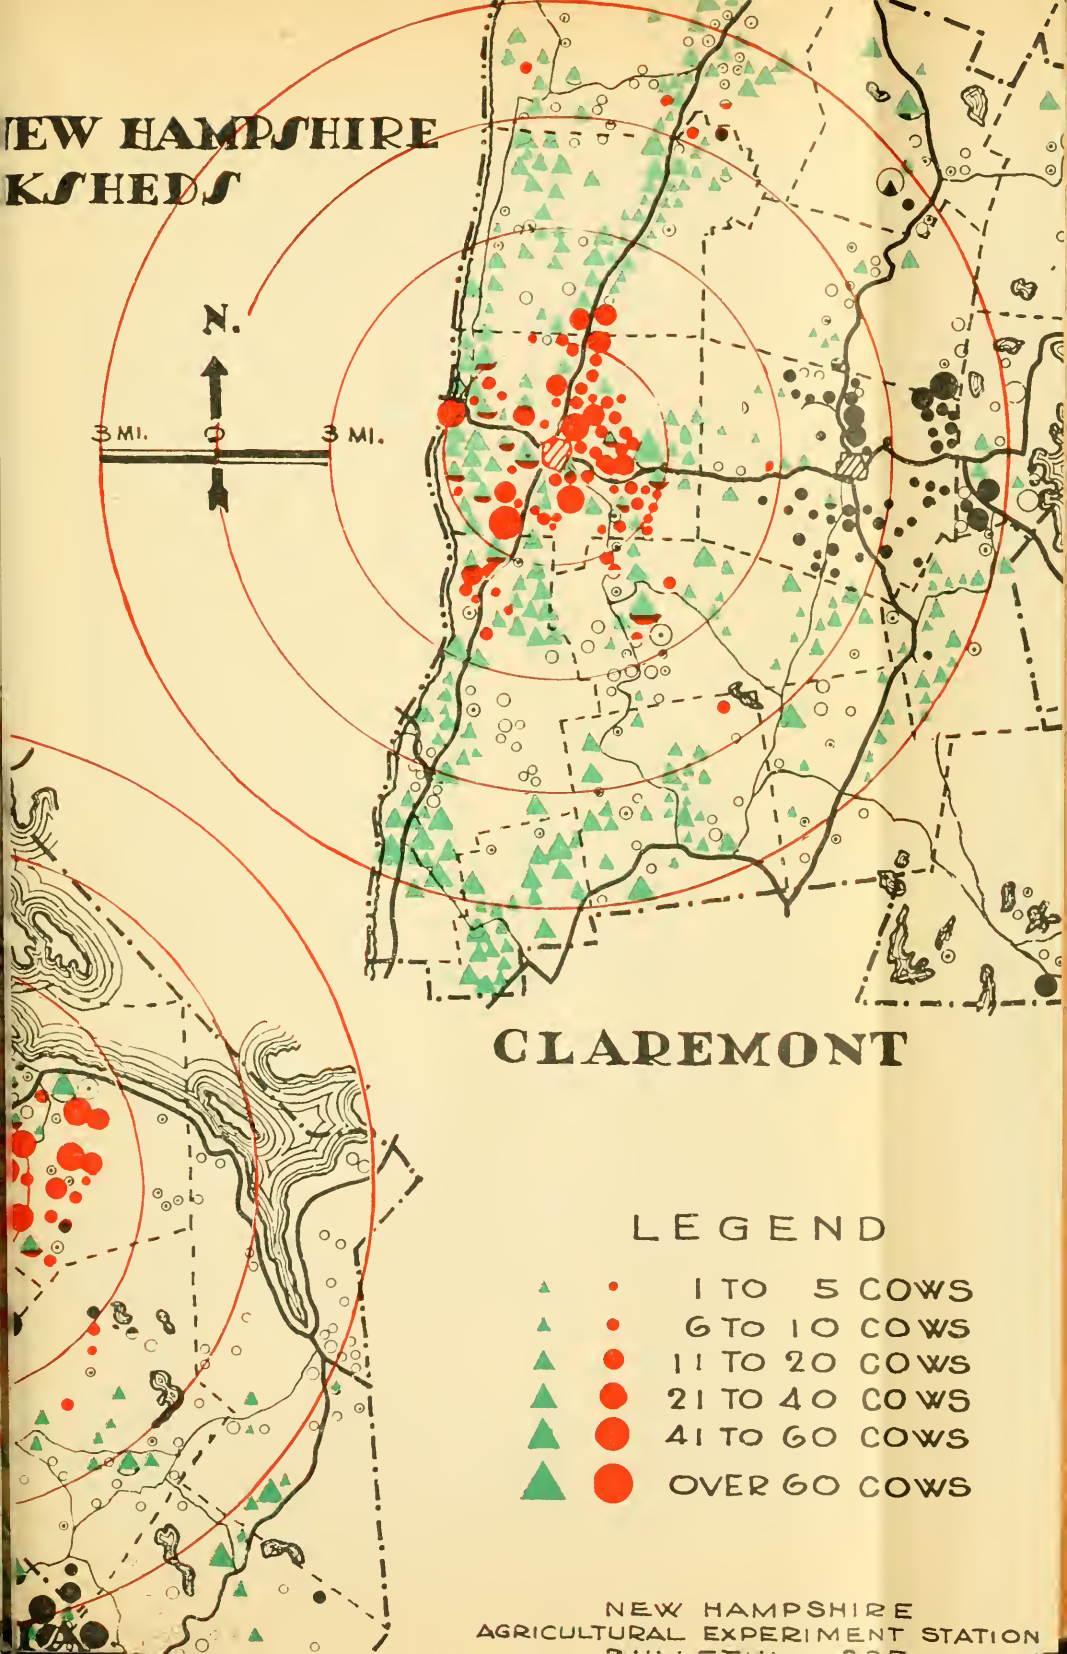 NEW HAMPSHIRE
KSHEDS
N.
3 MI. 0 3 MI.
CLAREMONT
LEGEND
1 TO 5 COWS
6 TO 10 COWS
11 TO 20 COWS
21 TO 40 COWS
41 TO 60 COWS
OVER 60 COWS
NEW HAMPSHIRE
AGRICULTURAL EXPERIMENT STATION